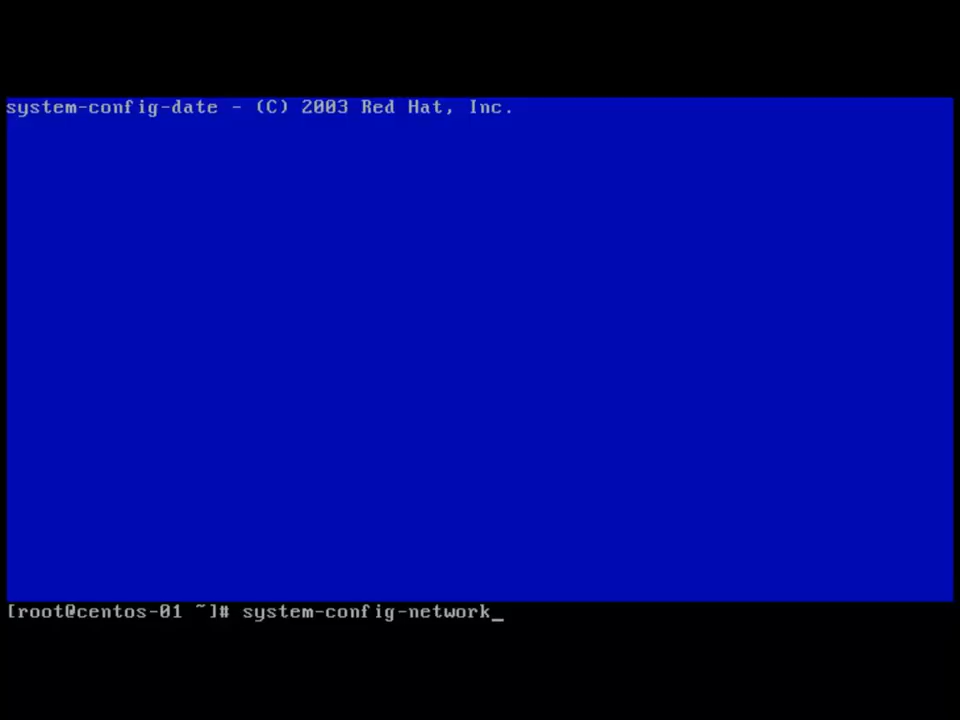 system-config-date - (C) 2003 Red Hat, Inc.
[root@centos-01 ~]# system-config-network_